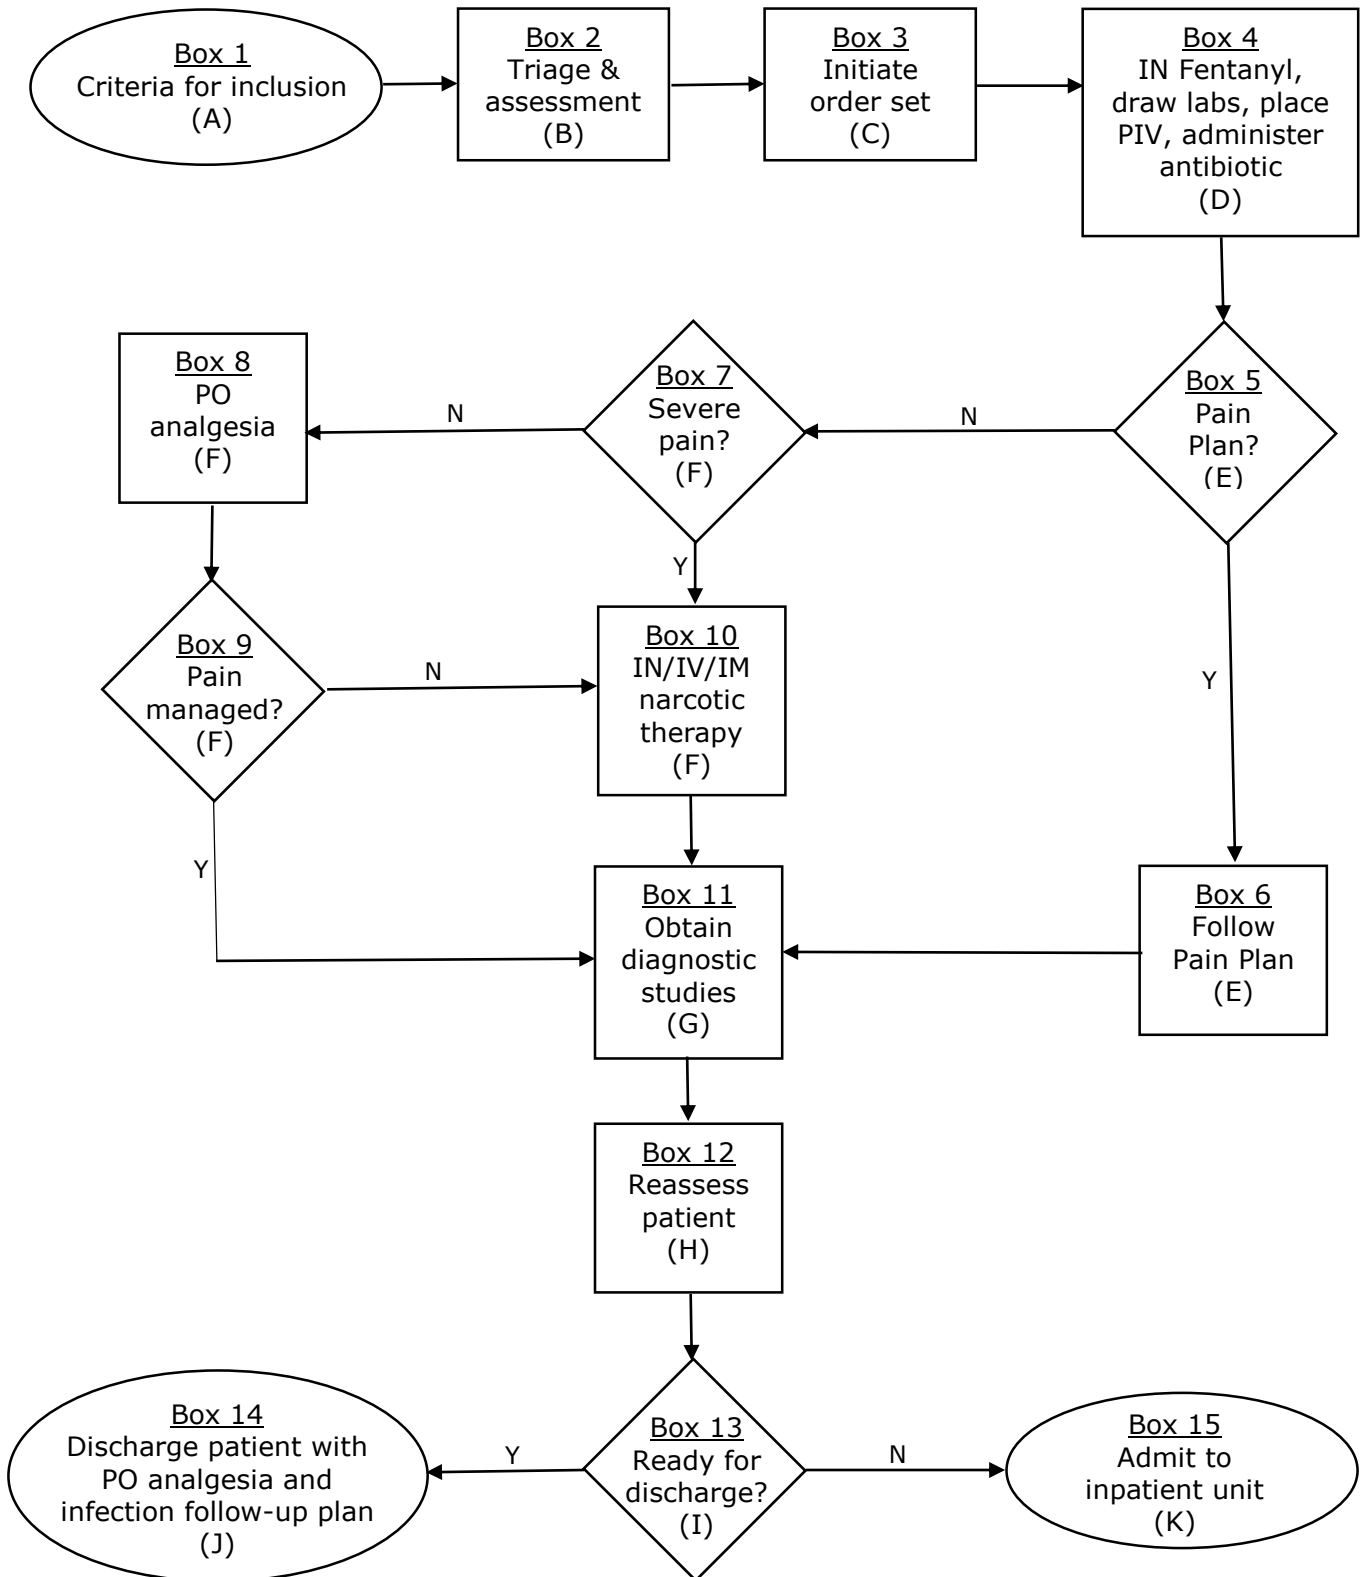 Box 1
Criteria for inclusion
(A)
Box 2
Triage &
assessment
(B)
Box 3
Initiate
order set
(C)
Box 4
IN Fentanyl,
draw labs, place
PIV, administer
antibiotic
(D)
Box 5
Pain
Plan?
(E)
N
Y
Box 7
Severe
pain?
(F)
N
Y
Box 8
PO
analgesia
(F)
Box 9
Pain
managed?
(F)
N
Y
Box 10
IN/IV/IM
narcotic
therapy
(F)
Box 6
Follow
Pain Plan
(E)
Box 11
Obtain
diagnostic
studies
(G)
Box 12
Reassess
patient
(H)
Box 13
Ready for
discharge?
(I)
Y
N
Box 14
Discharge patient with
PO analgesia and
infection follow-up plan
(J)
Box 15
Admit to
inpatient unit
(K)